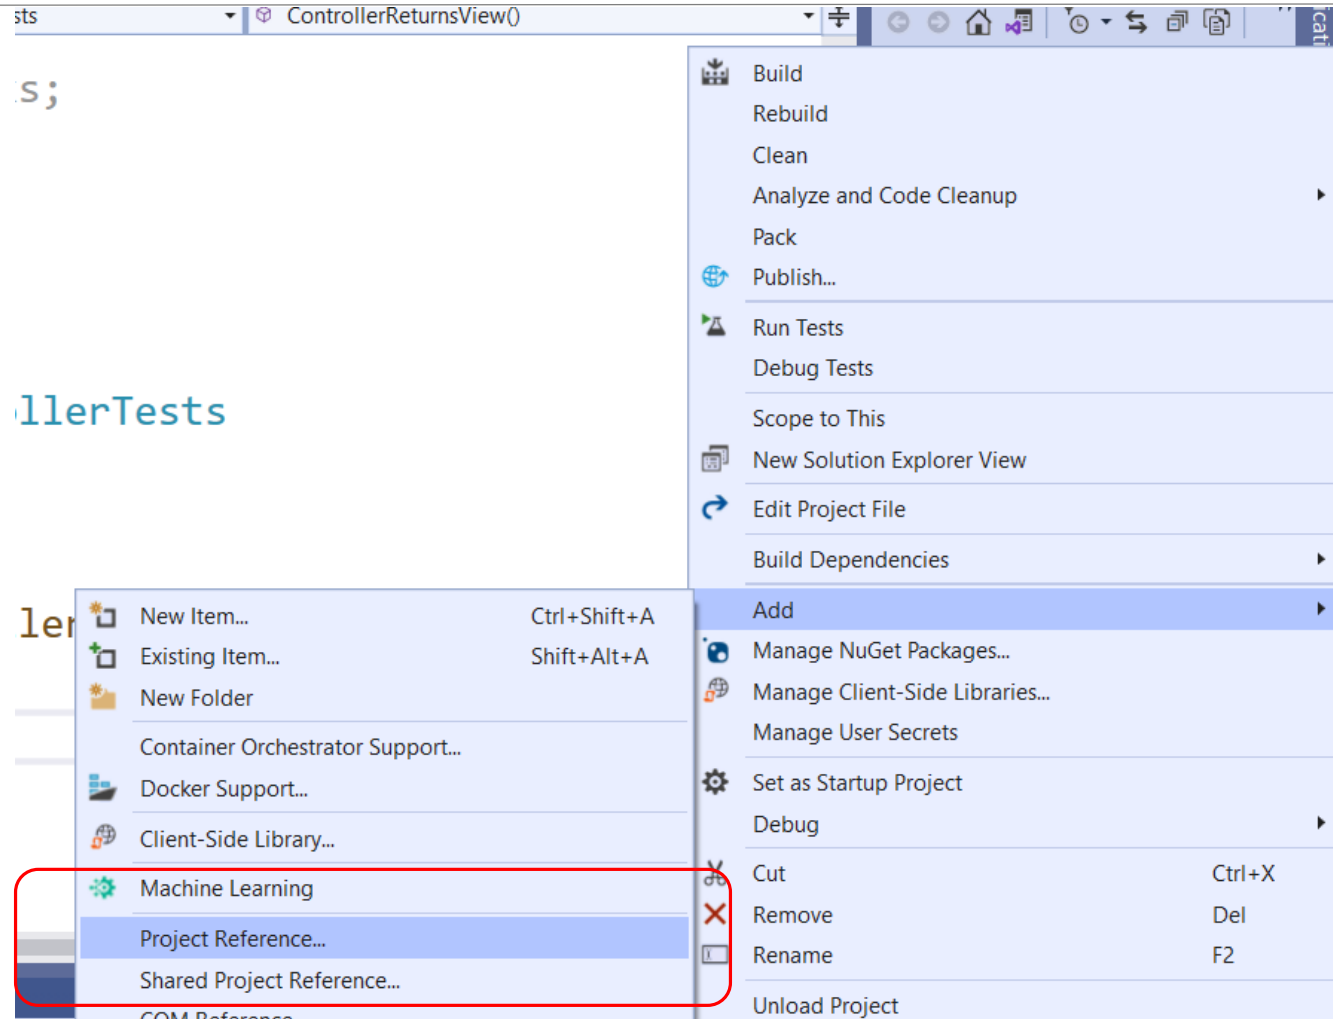 sts
ControllerReturnsView()
s;
Build
Rebuild
Clean
Analyze and Code Cleanup
Pack
Publish...
Run Tests
Debug Tests
ollerTests
Scope to This
New Solution Explorer View
Edit Project File
Build Dependencies
Add
Manage NuGet Packages...
Manage Client-Side Libraries...
Manage User Secrets
Set as Startup Project
Debug
Cut Ctrl+X
Remove Del
Rename F2
Unload Project
ler
New Item... Ctrl+Shift+A
Existing Item... Shift+Alt+A
New Folder
Container Orchestrator Support...
Docker Support...
Client-Side Library...
Machine Learning
Project Reference...
Shared Project Reference...
COM Reference
icati